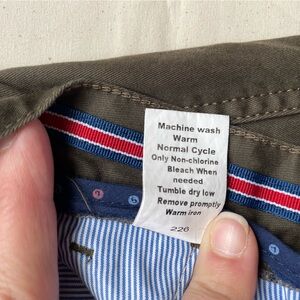 Machine wash
Warm
Normal Cycle
Only Non-chlorine
Bleach When
needed
Tumble dry low
Remove promptly
Warm iron
226